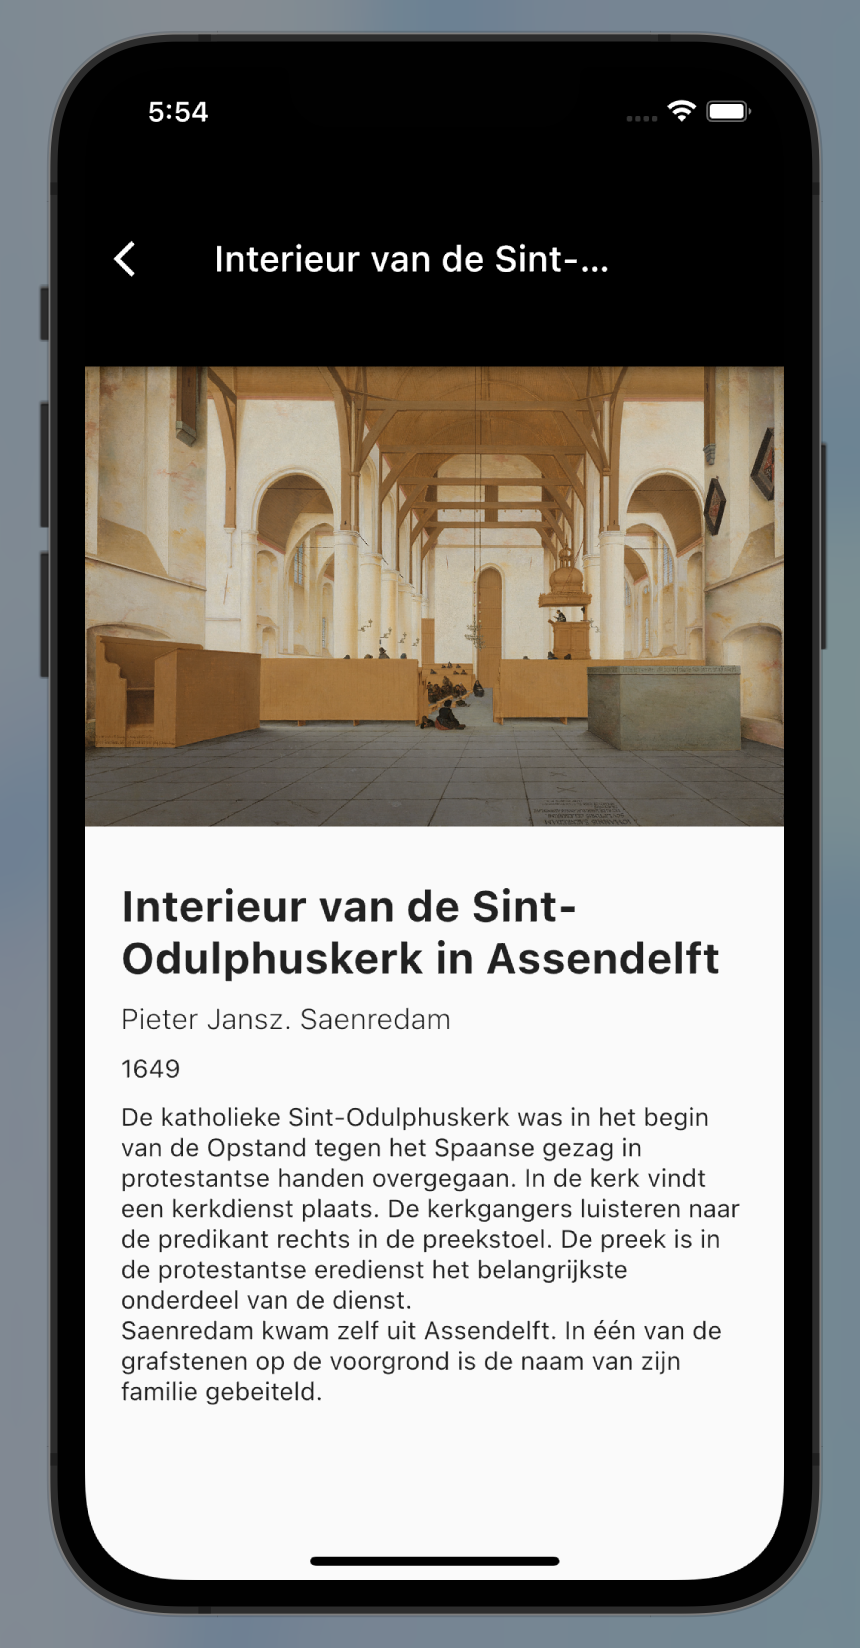 5:54
Interieur van de Sint-...
Interieur van de Sint-
Odulphuskerk in Assendelft
Pieter Jansz. Saenredam
1649
De katholieke Sint-Odulphuskerk was in het begin
van de Opstand tegen het Spaanse gezag in
protestantse handen overgegaan. In de kerk vindt
een kerkdienst plaats. De kerkgangers luisteren naar
de predikant rechts in de preekstoel. De preek is in
de protestantse eredienst het belangrijkste
onderdeel van de dienst.
Saenredam kwam zelf uit Assendelft. In één van de
grafstenen op de voorgrond is de naam van zijn
familie gebeiteld.